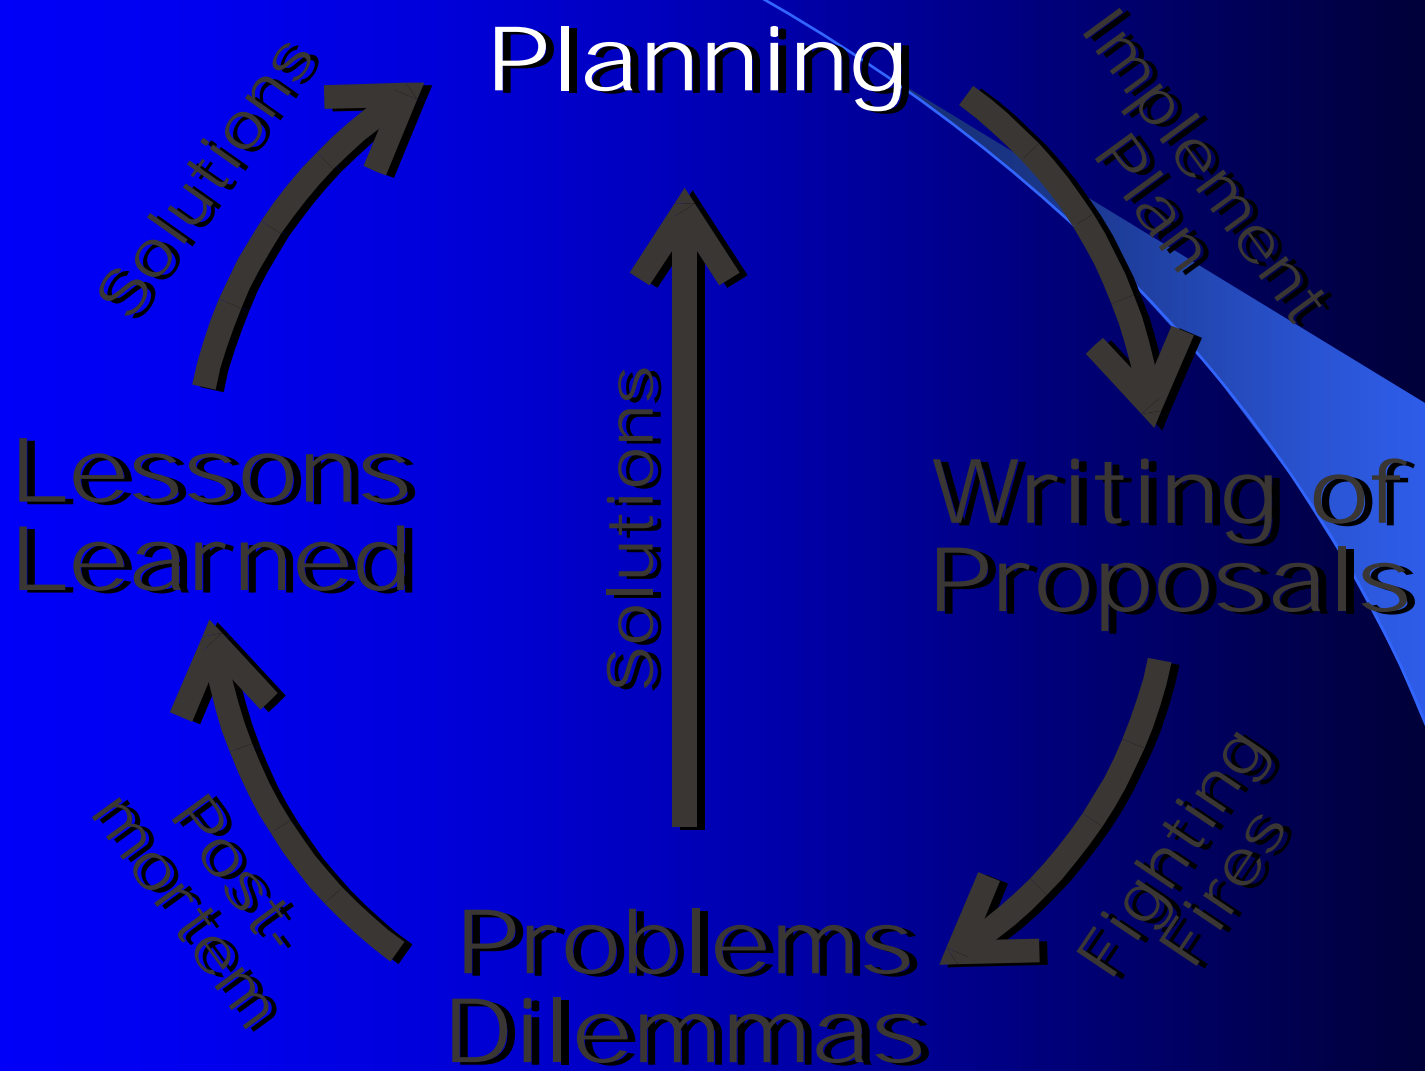 Planning
Implement
Plan
Writing of
Proposals
Fighting
Fires
Problems
Dilemmas
Post-
mortem
Lessons
Learned
Solutions
Solutions